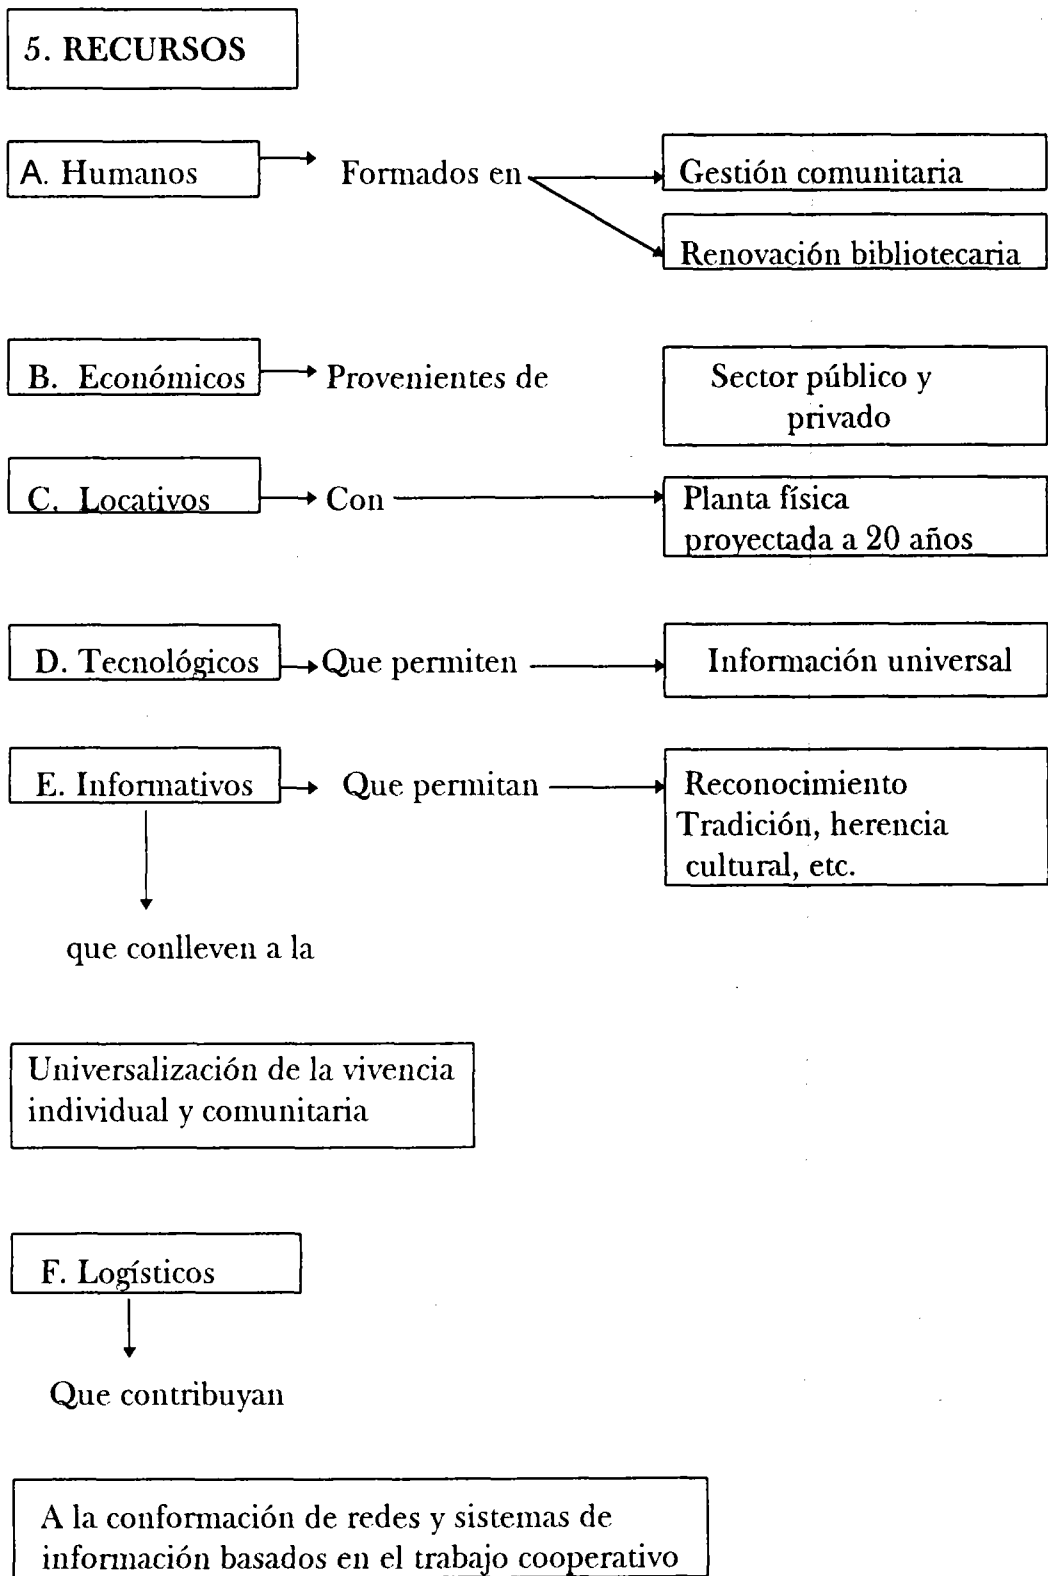 5. RECURSOS
A. Humanos
Formados en
Gestión comunitaria
Renovación bibliotecaria
B. Económicos
Provenientes de
Sector público y
privado
C. Locativos
Con
Planta física
proyectada a 20 años
D. Tecnológicos
Que permiten
Información universal
E. Informativos
Que permitan
Reconocimiento
Tradición, herencia
cultural, etc.
que conlleven a la
Universalización de la vivencia
individual y comunitaria
F. Logísticos
Que contribuyan
A la conformación de redes y sistemas de
información basados en el trabajo cooperativo